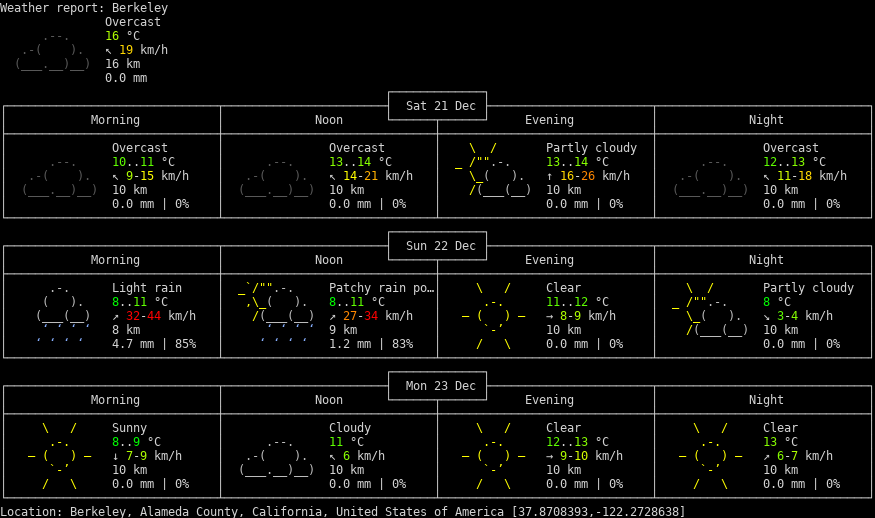 Weather report: Berkeley
Overcast
16 °C
↖ 19 km/h
16 km
0.0 mm
Sat 21 Dec
Morning Noon Evening Night
Overcast Overcast Partly cloudy Overcast
10..11 °C 13..14 °C 13..14 °C 12..13 °C
↖ 9-15 km/h ↖ 14-21 km/h ↑ 16-26 km/h ↖ 11-18 km/h
10 km 10 km 10 km 10 km
0.0 mm | 0% 0.0 mm | 0% 0.0 mm | 0% 0.0 mm | 0%
Sun 22 Dec
Morning Noon Evening Night
Light rain Patchy rain po… Clear Partly cloudy
8..11 °C 8..11 °C 11..12 °C 8 °C
↗ 32-44 km/h ↗ 27-34 km/h → 8-9 km/h ↘ 3-4 km/h
8 km 9 km 10 km 10 km
4.7 mm | 85% 1.2 mm | 83% 0.0 mm | 0% 0.0 mm | 0%
Mon 23 Dec
Morning Noon Evening Night
Sunny Cloudy Clear Clear
8..9 °C 11 °C 12..13 °C 13 °C
↓ 7-9 km/h ↖ 6 km/h → 9-10 km/h ↗ 6-7 km/h
10 km 10 km 10 km 10 km
0.0 mm | 0% 0.0 mm | 0% 0.0 mm | 0% 0.0 mm | 0%
Location: Berkeley, Alameda County, California, United States of America [37.8708393,-122.2728638]